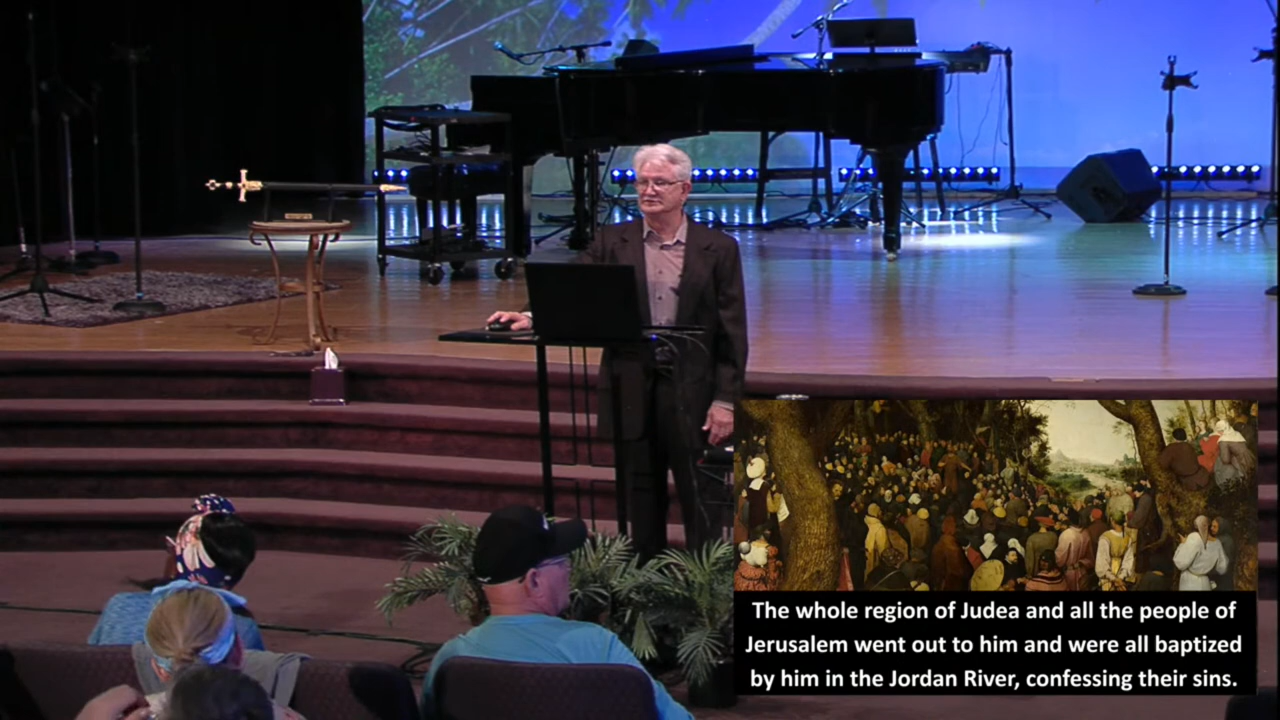 The whole region of Judea and all the people of
Jerusalem went out to him and were all baptized
by him in the Jordan River, confessing their sins.